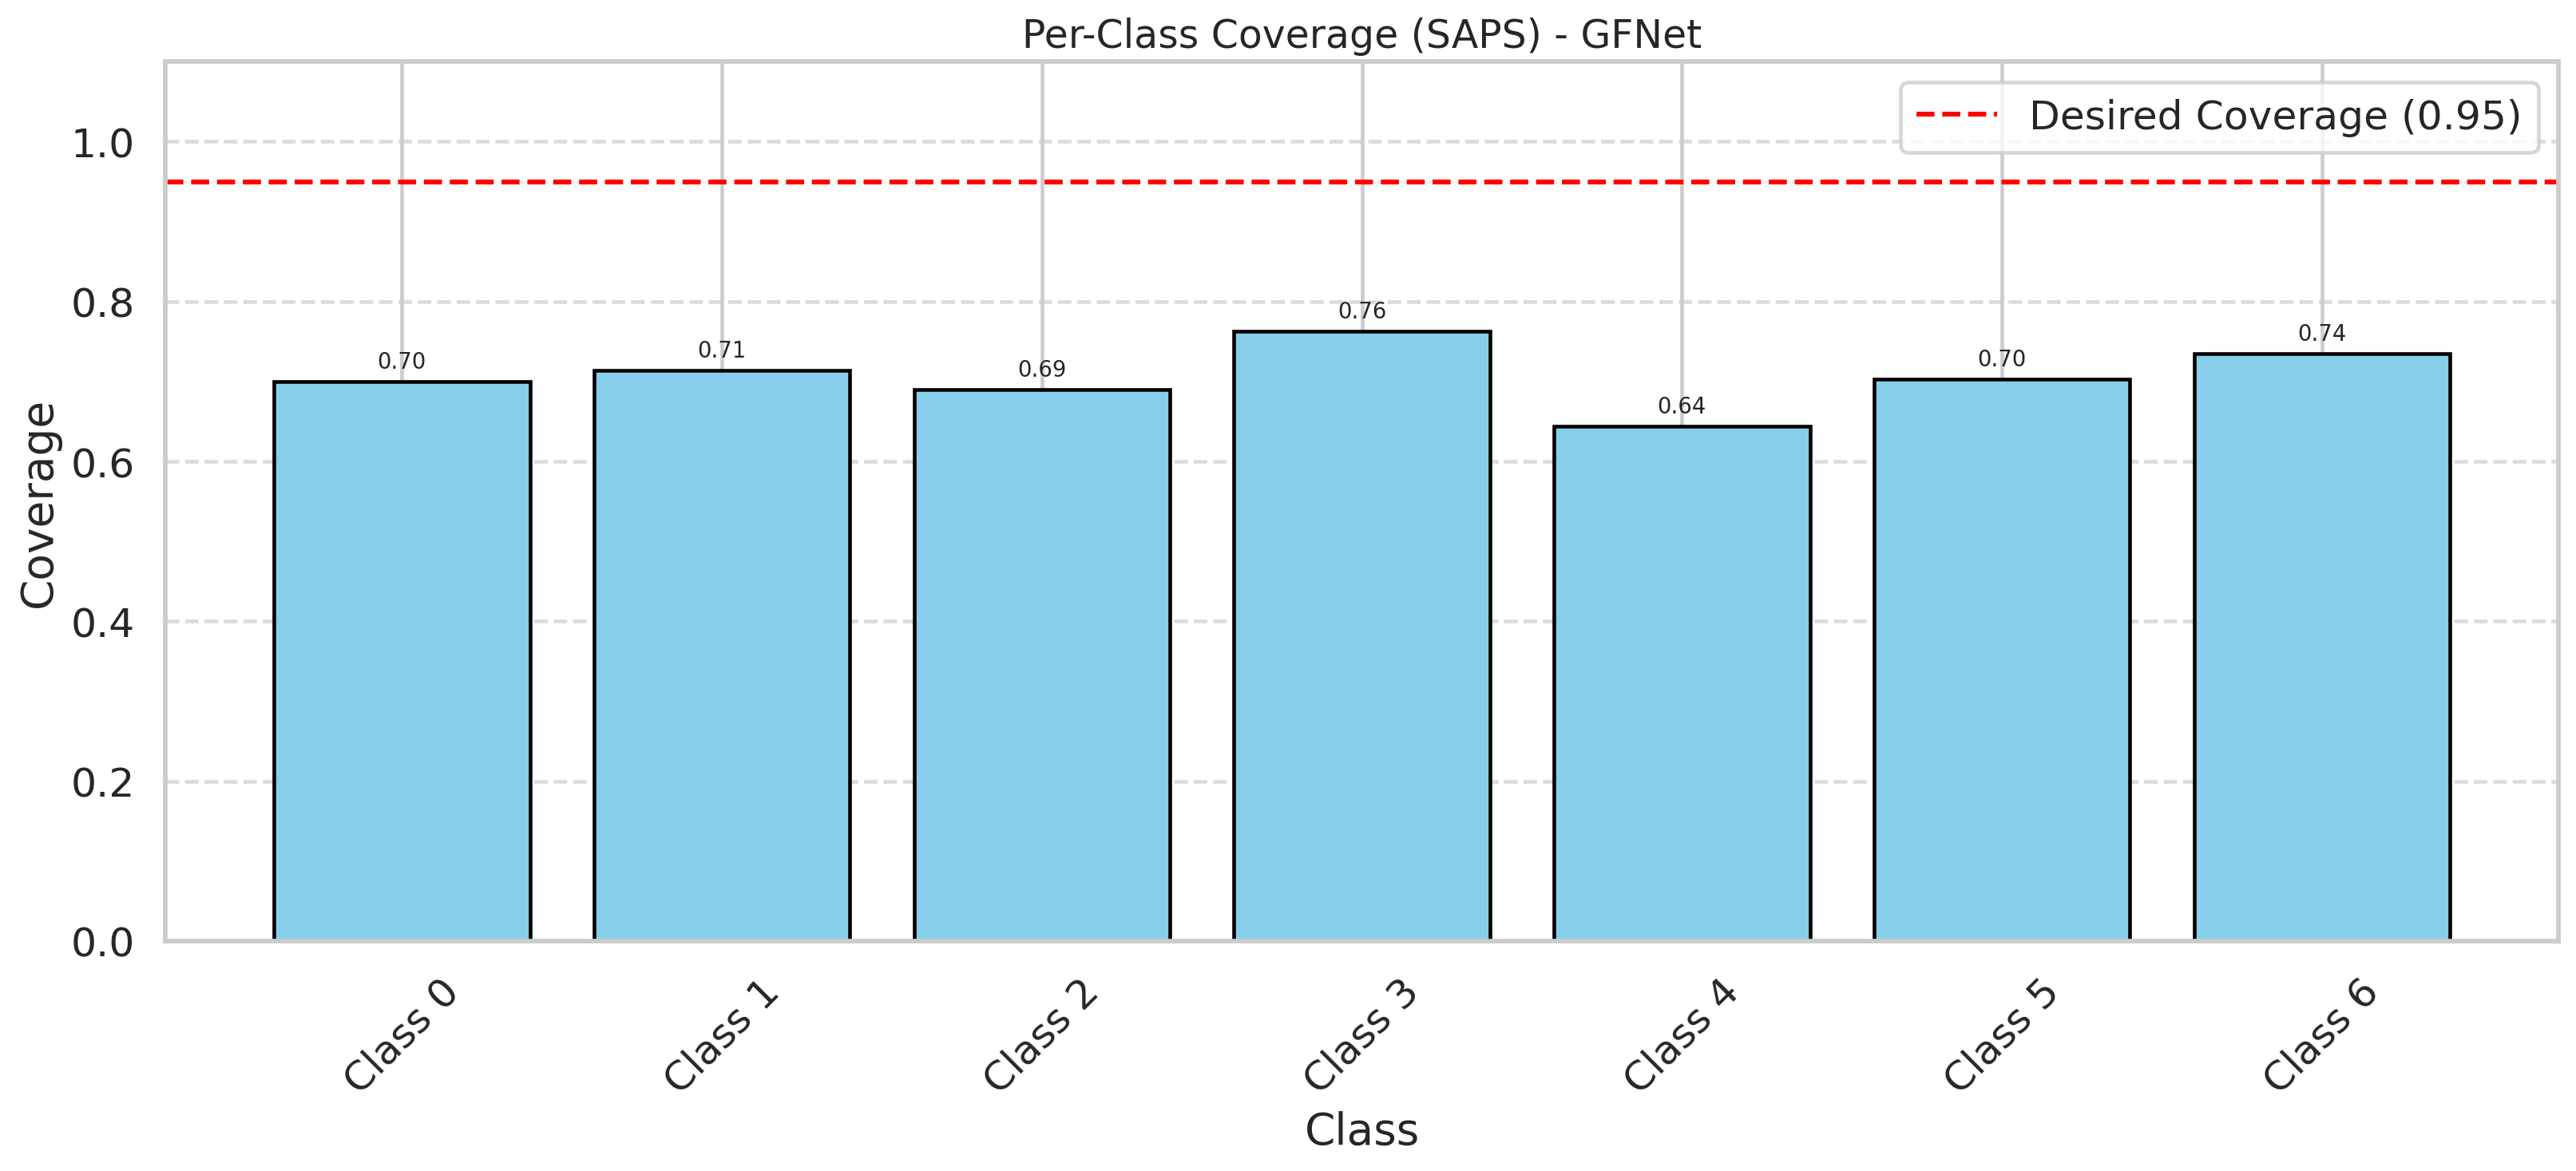 Per-Class Coverage (SAPS) - GFNet
Desired Coverage (0.95)
Coverage
1.0
0.8
0.6
0.4
0.2
0.0
0.70
0.71
0.69
0.76
0.64
0.70
0.74
Class 0
Class 1
Class 2
Class 3
Class 4
Class 5
Class 6
Class